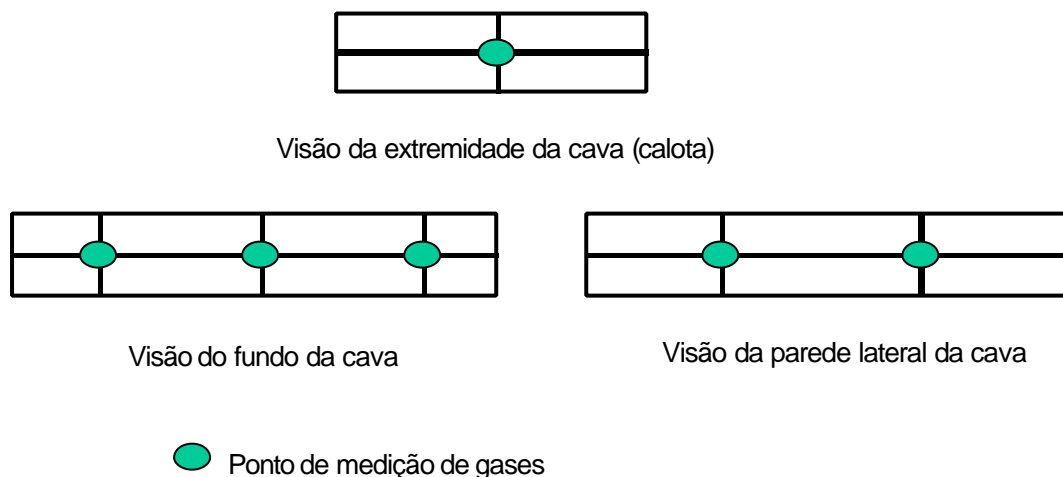 Visão da extremidade da cava (calota)
Visão do fundo da cava
Visão da parede lateral da cava
Ponto de medição de gases